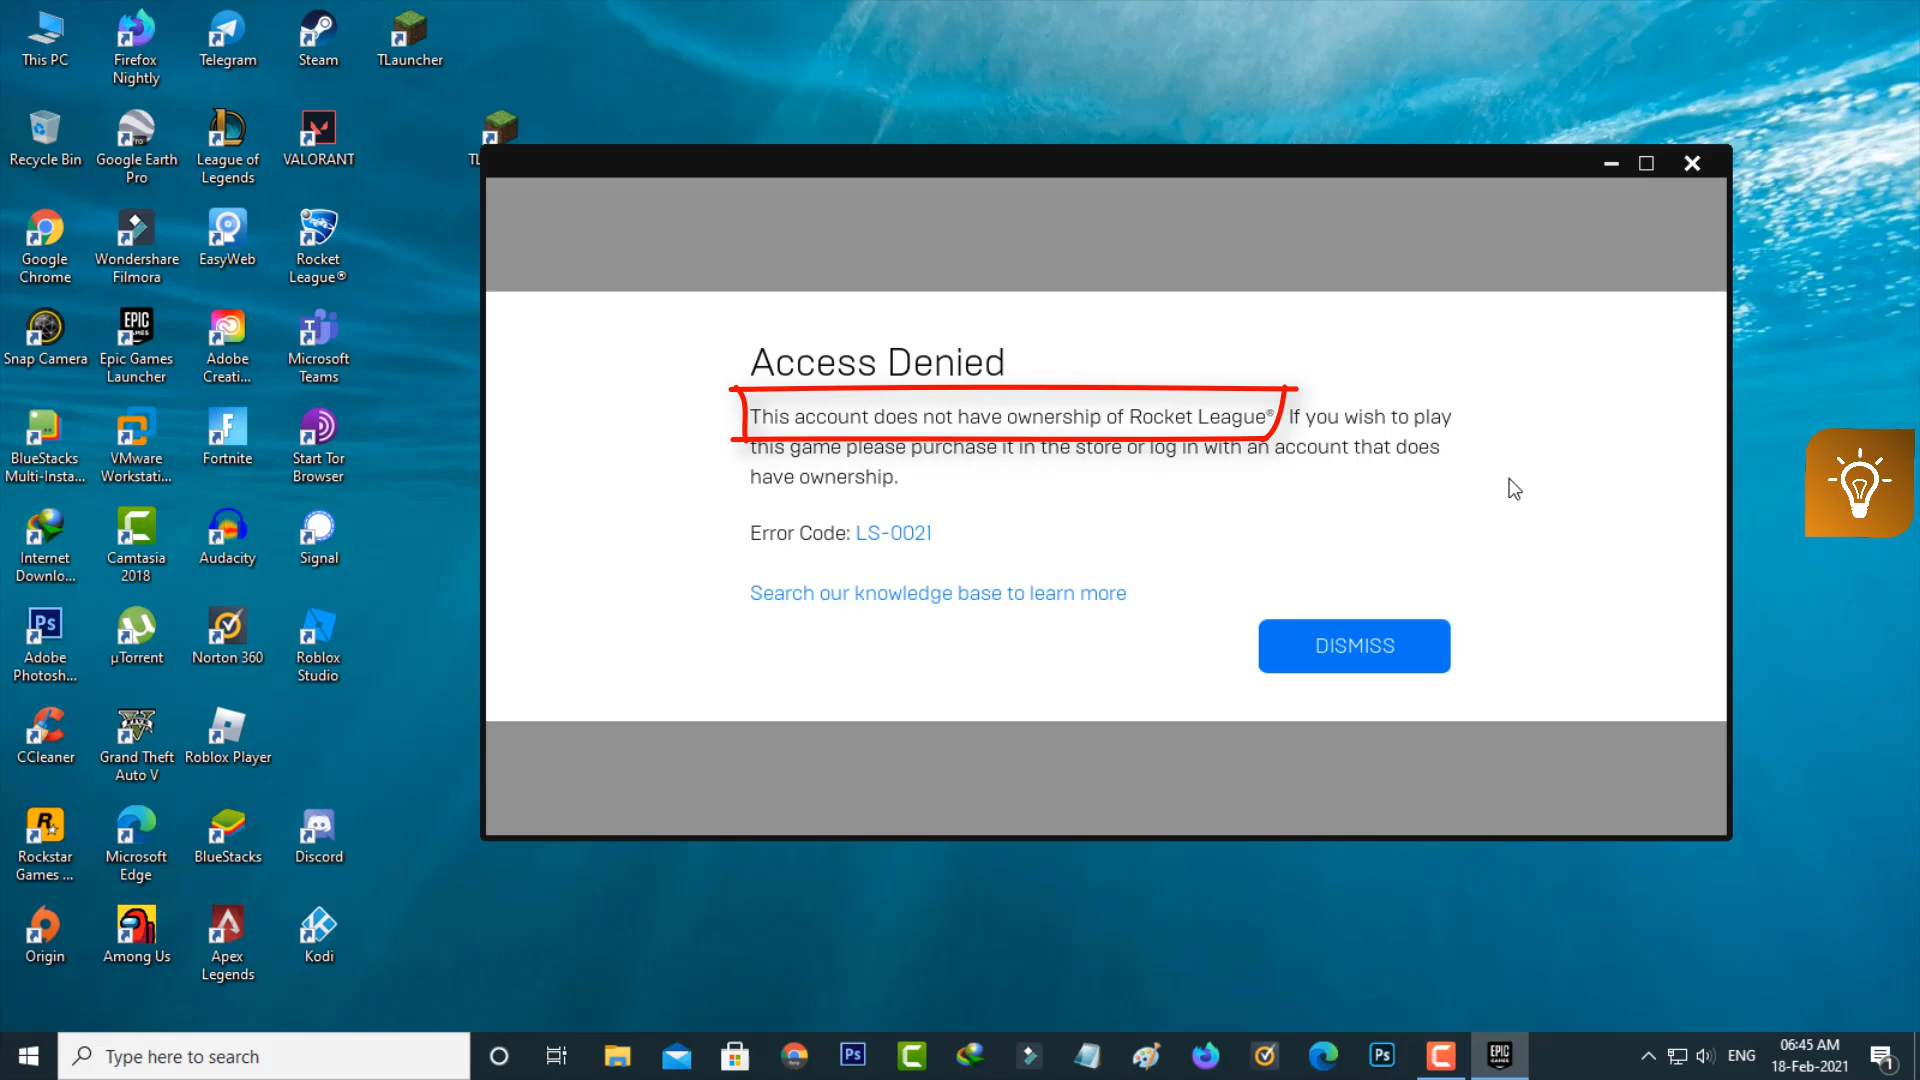 This PC
Firefox
Nightly
Telegram
Steam
TLauncher
Recycle Bin
Google Earth
Pro
League of
Legends
VALORANT
TL
Google
Chrome
Wondershare
Filmora
EasyWeb
Rocket
League®
Snap Camera
Epic Games
Launcher
Adobe
Creati...
Microsoft
Teams
BlueStacks
Multi-Insta...
VMware
Workstati...
Fortnite
Start Tor
Browser
Internet
Downlo...
Camtasia
2018
Audacity
Signal
Adobe
Photosh...
µTorrent
Norton 360
Roblox
Studio
CCleaner
Grand Theft
Auto V
Roblox Player
Rockstar
Games ...
Microsoft
Edge
BlueStacks
Discord
Origin
Among Us
Apex
Legends
Kodi
Access Denied
This account does not have ownership of Rocket League® If you wish to play
this game please purchase it in the store or log in with an account that does
have ownership.
Error Code: LS-0021
Search our knowledge base to learn more
DISMISS
Type here to search
ENG
06:45 AM
18-Feb-2021
1